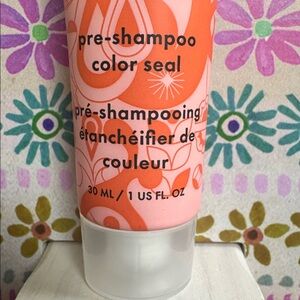 pre-shampoo
color seal
pré-shampooing
étanchéifier de
couleur
30 ML / 1 US FL. OZ